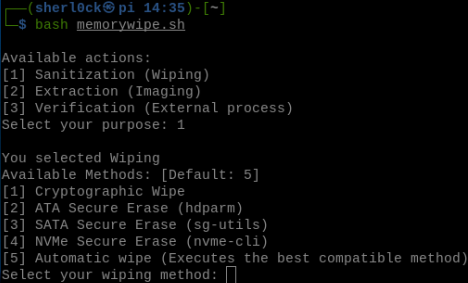 ┌──(sherl0ck㉿pi 14:35)-[~]
└─$ bash memorywipe.sh
Available actions:
[1] Sanitization (Wiping)
[2] Extraction (Imaging)
[3] Verification (External process)
Select your purpose: 1
You selected Wiping
Available Methods: [Default: 5]
[1] Cryptographic Wipe
[2] ATA Secure Erase (hdparm)
[3] SATA Secure Erase (sg-utils)
[4] NVMe Secure Erase (nvme-cli)
[5] Automatic wipe (Executes the best compatible method)
Select your wiping method: